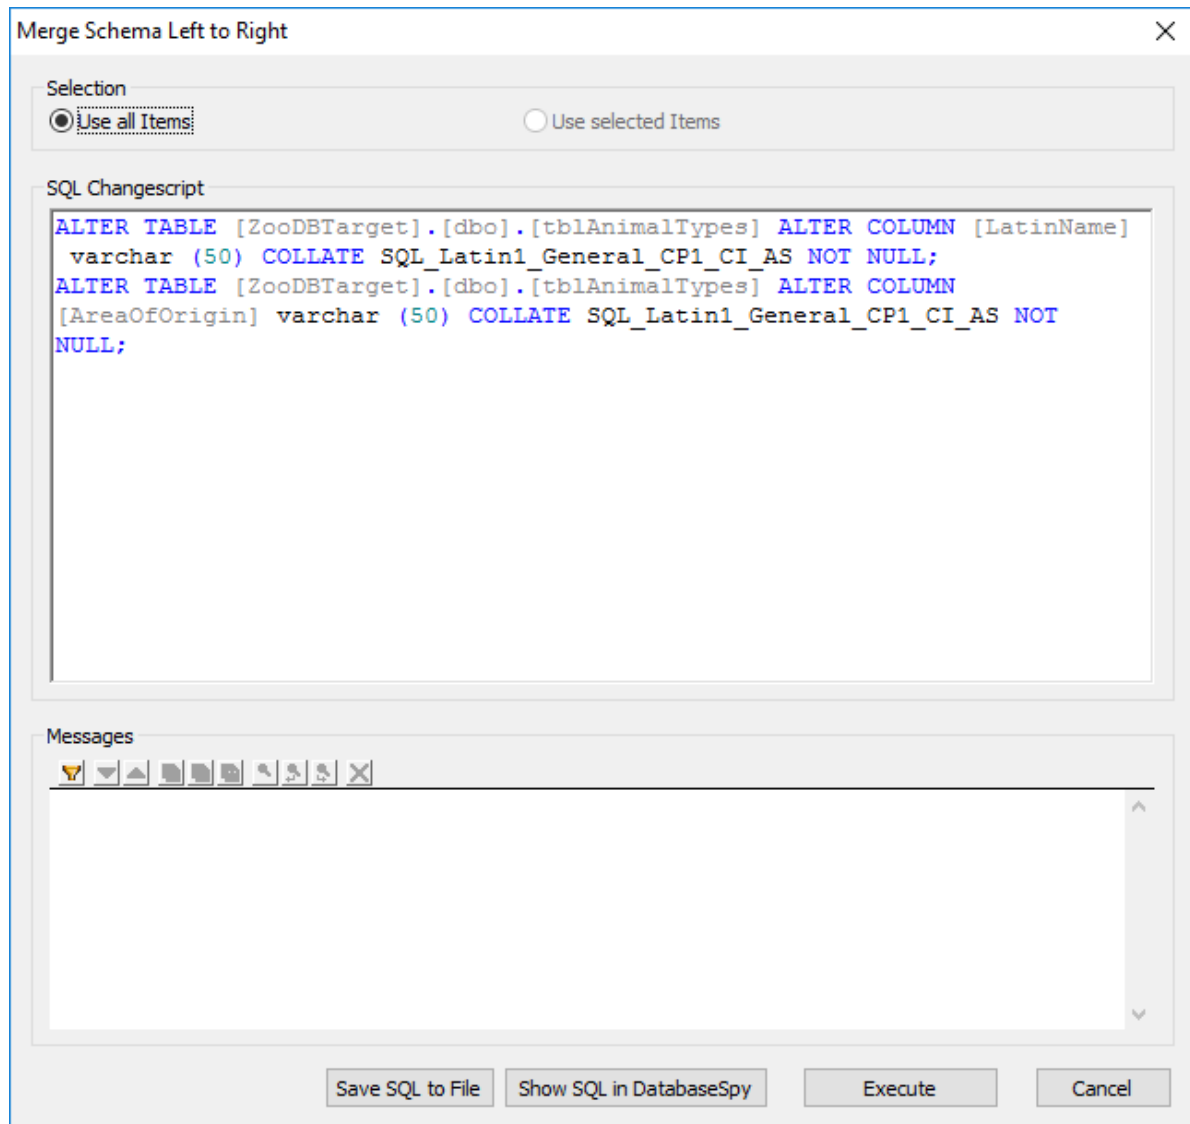 Merge Schema Left to Right
Selection
Use all Items
Use selected Items
SQL Changescript
ALTER TABLE [ZooDBTarget].[dbo].[tblAnimalTypes] ALTER COLUMN [LatinName]
varchar (50) COLLATE SQL_Latin1_General_CP1_CI_AS NOT NULL;
ALTER TABLE [ZooDBTarget].[dbo].[tblAnimalTypes] ALTER COLUMN
[AreaOfOrigin] varchar (50) COLLATE SQL_Latin1_General_CP1_CI_AS NOT
NULL;
Messages
Save SQL to File
Show SQL in DatabaseSpy
Execute
Cancel